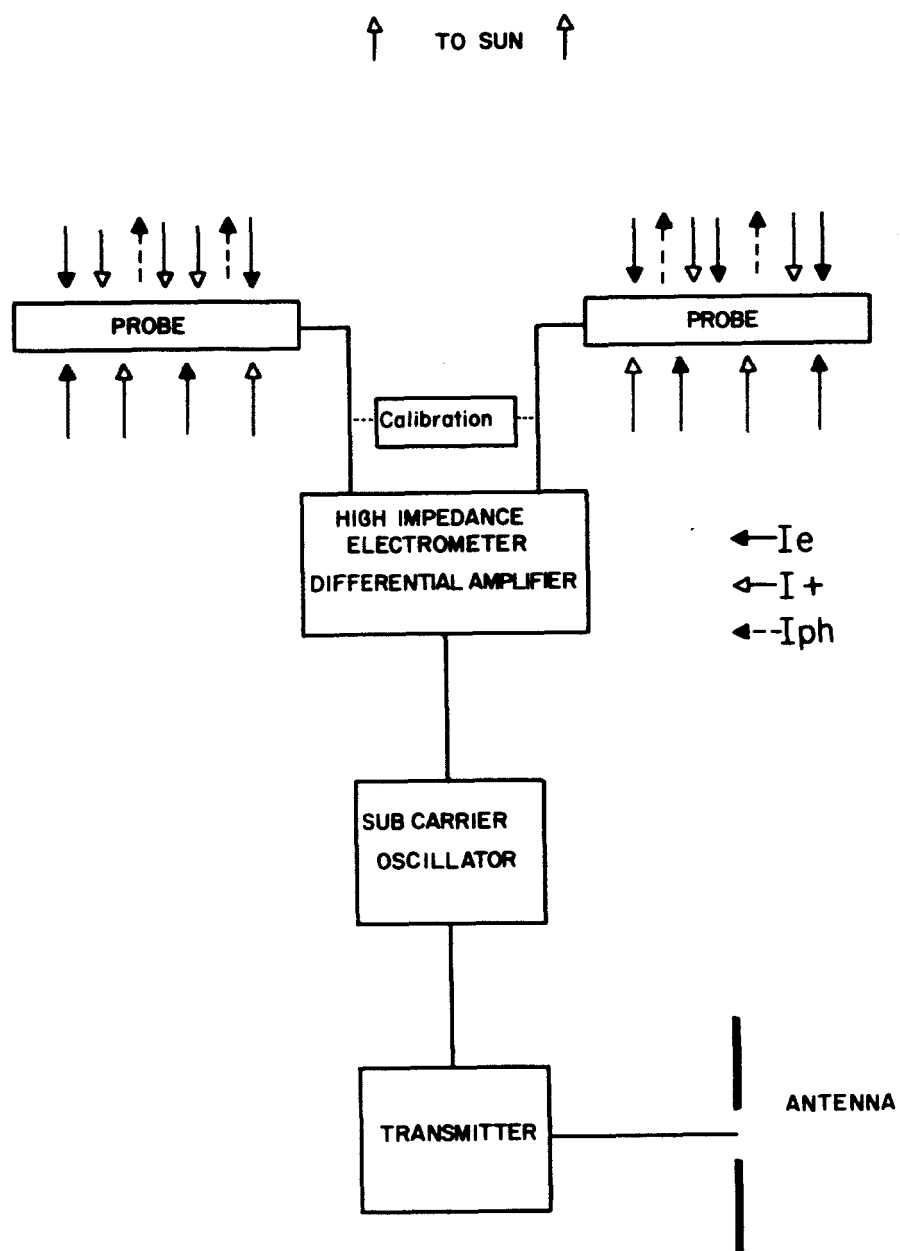 TO SUN
PROBE
PROBE
Calibration
HIGH IMPEDANCE
ELECTROMETER
DIFFERENTIAL AMPLIFIER
Ie
I+
Iph
SUB CARRIER
OSCILLATOR
TRANSMITTER
ANTENNA